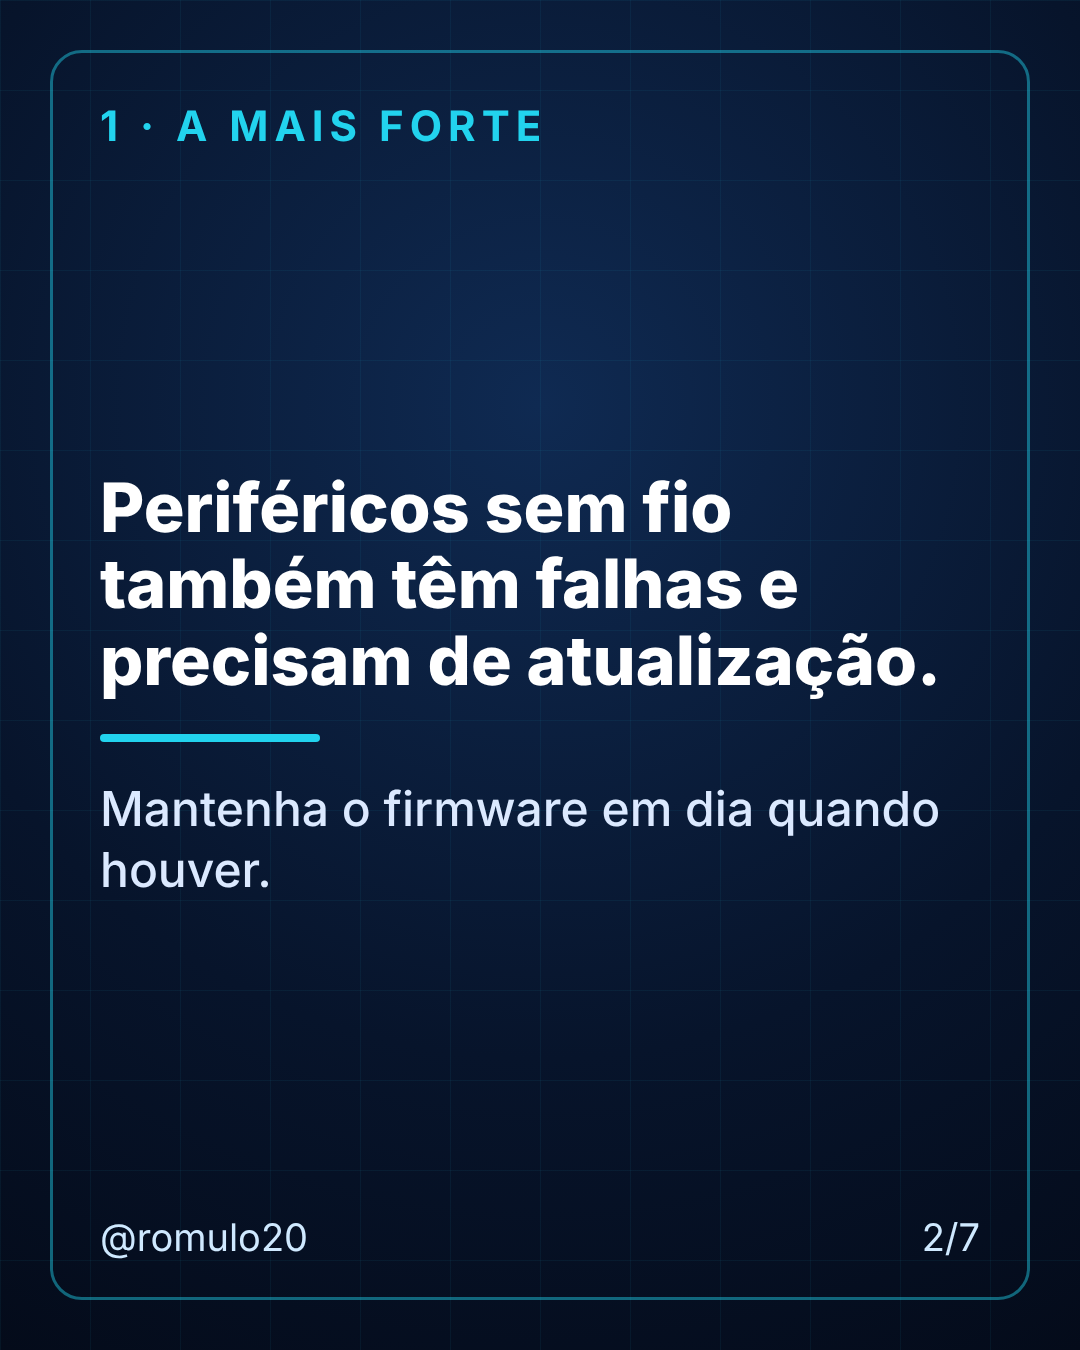 1 · A MAIS FORTE
Periféricos sem fio
também têm falhas e
precisam de atualização.
Mantenha o firmware em dia quando
houver.
@romulo20
2/7